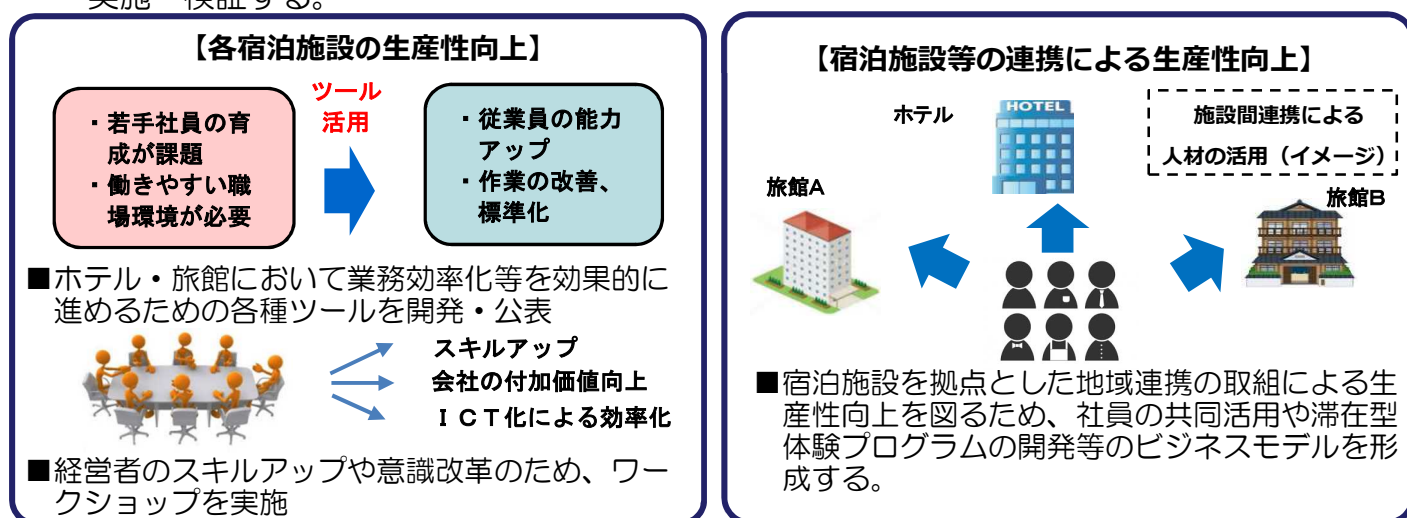 実施・検証する。
【各宿泊施設の生産性向上】
・若手社員の育
成が課題
・働きやすい職
場環境が必要
ツール
活用
・従業員の能力
アップ
・作業の改善、
標準化
■ホテル・旅館において業務効率化等を効果的に
進めるための各種ツールを開発・公表
スキルアップ
会社の付加価値向上
ＩＣＴ化による効率化
■経営者のスキルアップや意識改革のため、ワー
クショップを実施
【宿泊施設等の連携による生産性向上】
ホテル
HOTEL
施設間連携による
人材の活用（イメージ）
旅館Ａ
旅館Ｂ
■宿泊施設を拠点とした地域連携の取組による生
産性向上を図るため、社員の共同活用や滞在型
体験プログラムの開発等のビジネスモデルを形
成する。